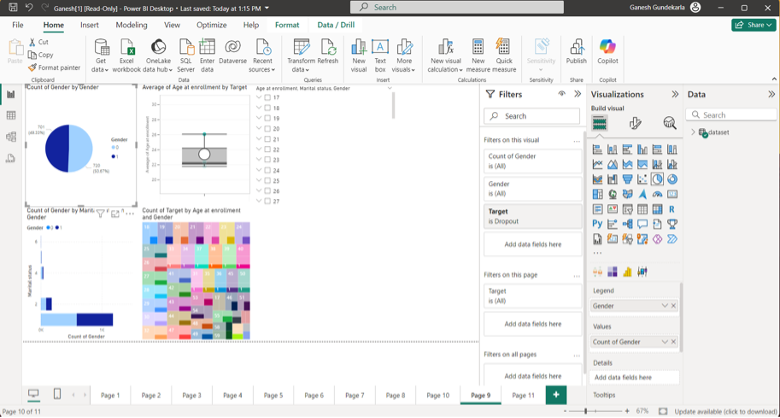 Ganesh[1] [Read-Only] - Power BI Desktop • Last saved: Today at 1:15 PM
Search
Ganesh Gundekarla
File Home Insert Modeling View Optimize Help Format Data / Drill
Share
Paste
Cut
Copy
Format painter
Clipboard
Get data
Excel workbook
OneLake data hub
SQL Server
Enter data
Dataverse
Recent sources
Data
Transform data
Refresh
Queries
New visual
Text box
More visuals
Insert
New visual calculation
New measure
Quick measure
Calculations
Sensitivity
Sensitivity
Publish
Share
Copilot
Copilot
Count of Gender by Gender
Gender
0
1
Average of Age at enrollment by Target
Average of Age at enrollment
Age at enrollment, Marital status, Gender
17
18
19
20
21
22
23
24
25
26
27
Count of Gender by Marit
Gender
Gender 0 1
Marital status
Count of Gender
Count of Target by Age at enrollment
and Gender
Filters
Search
Filters on this visual
Count of Gender
is (All)
Gender
is (All)
Target
is Dropout
Add data fields here
Filters on this page
Target
is (All)
Add data fields here
Filters on all pages
Add data fields here
Visualizations
Build visual
Legend
Gender
Values
Count of Gender
Details
Add data fields here
Tooltips
Data
Search
dataset
Page 1 Page 2 Page 3 Page 4 Page 5 Page 6 Page 7 Page 8 Page 10 Page 9 Page 11
Page 10 of 11
67%
Update available (click to download)